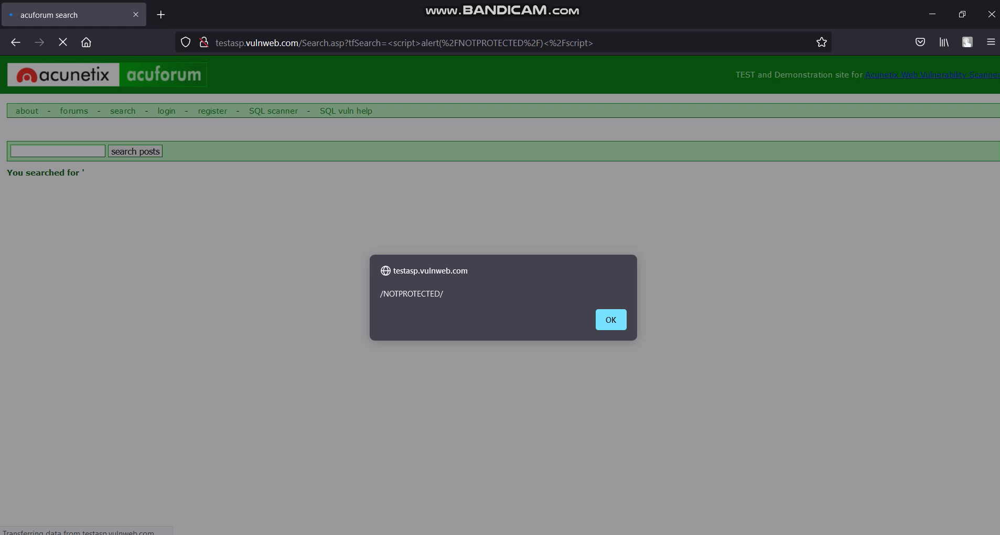 acuforum search
www.BANDICAM.COM
testasp.vulnweb.com/Search.asp?tfSearch=<script>alert(%2FNOTPROTECTED%2F)<%2Fscript>
acunetix acuforum
TEST and Demonstration site for Acunetix Web Vulnerability Scanner
about - forums - search - login - register - SQL scanner - SQL vuln help
search posts
You searched for '
testasp.vulnweb.com
/NOTPROTECTED/
OK
Transferring data from testasp.vulnweb.com